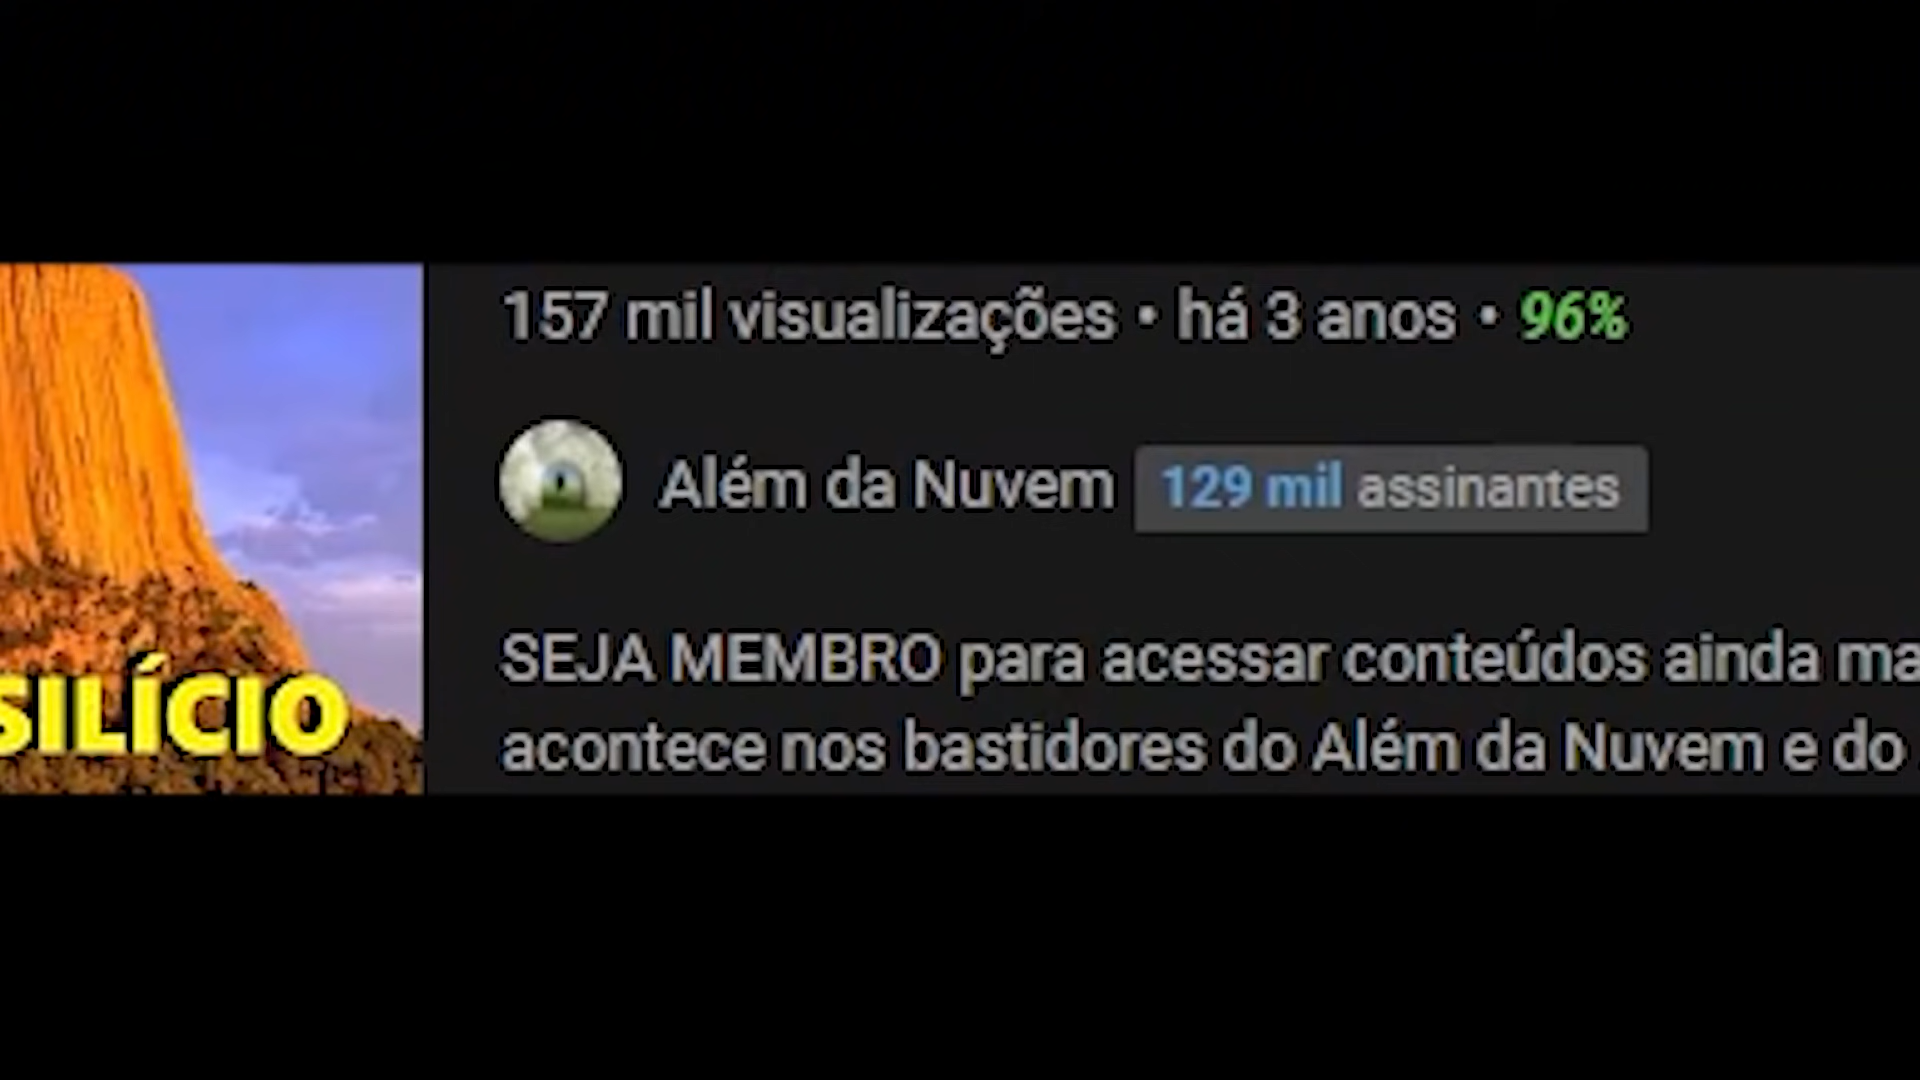 157 mil visualizações • há 3 anos • 96%
Além da Nuvem 129 mil assinantes
SEJA MEMBRO para acessar conteúdos ainda
acontece nos bastidores do Além da Nuvem e do
SILÍCIO